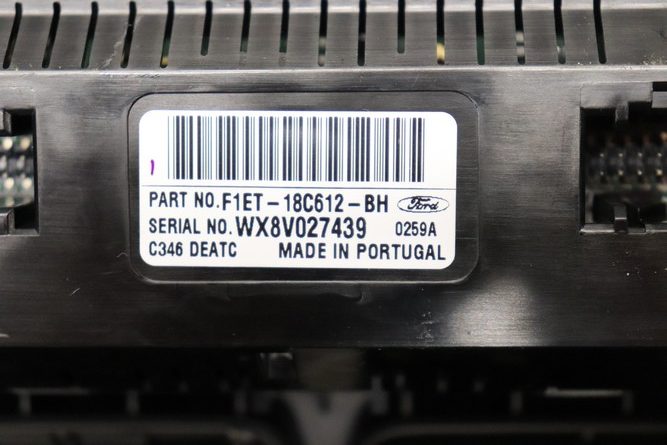 PART NO.F1ET-18C612-BH Ford
SERIAL NO.WX8V027439 0259A
C346 DEATC MADE IN PORTUGAL